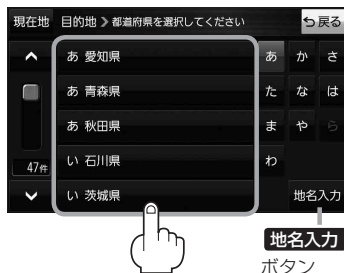 現在地 目的地 > 都道府県を選択してください 戻る
あ 愛知県 あ か さ
あ 青森県 た な は
あ 秋田県 ま や ら
い 石川県 わ
47件
い 茨城県 地名入力
地名入力
ボタン